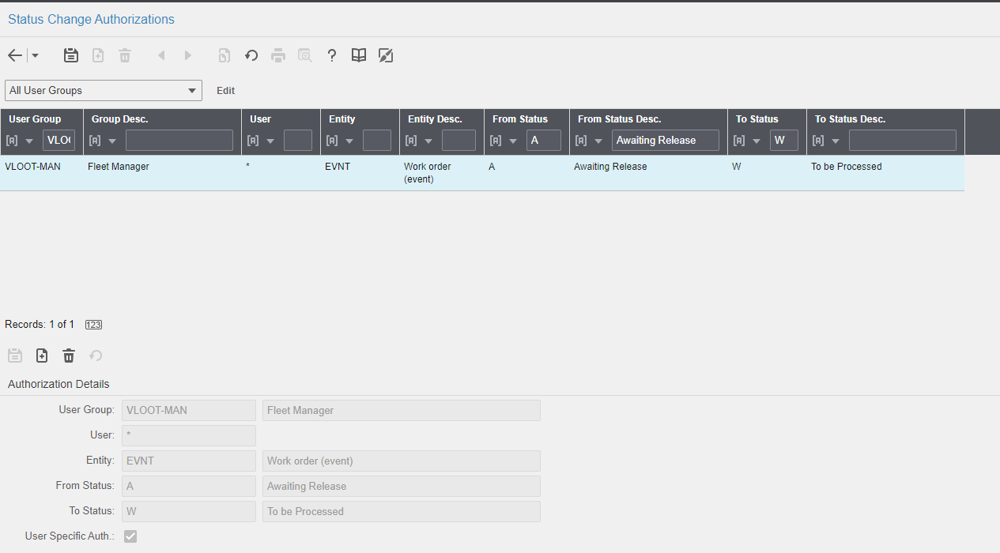 Status Change Authorizations
All User Groups Edit
User Group Group Desc. User Entity Entity Desc. From Status From Status Desc. To Status To Status Desc.
[A] [A] [A] [A] [A] [A] A [A] Awaiting Release [A] W [A]
VLOOT-MAN Fleet Manager * EVNT Work order A Awaiting Release W To be Processed
(event)
Records: 1 of 1 123
Authorization Details
User Group: VLOOT-MAN Fleet Manager
User: *
Entity: EVNT Work order (event)
From Status: A Awaiting Release
To Status: W To be Processed
User Specific Auth.: